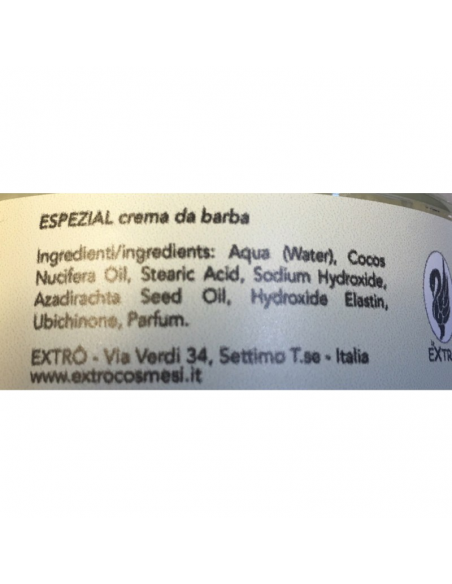 ESPEZIAL crema da barba
Ingredienti/ingredients: Aqua (Water), Cocos
Nucifera Oil, Stearic Acid, Sodium Hydroxide,
Azadirachta Seed Oil, Hydroxide Elastin,
Ubichinone, Parfum.
EXTRÒ - Via Verdi 34, Settimo T.se - Italia
www.extrocosmesi.it